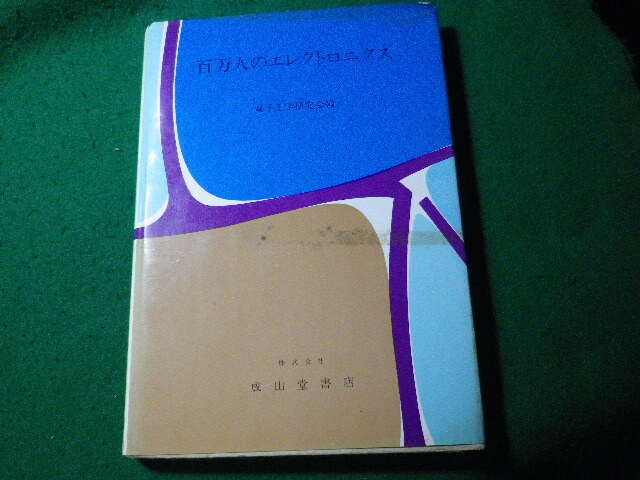 百万人のエレクトロニクス
電子工学研究会編
株式会社
成山堂書店